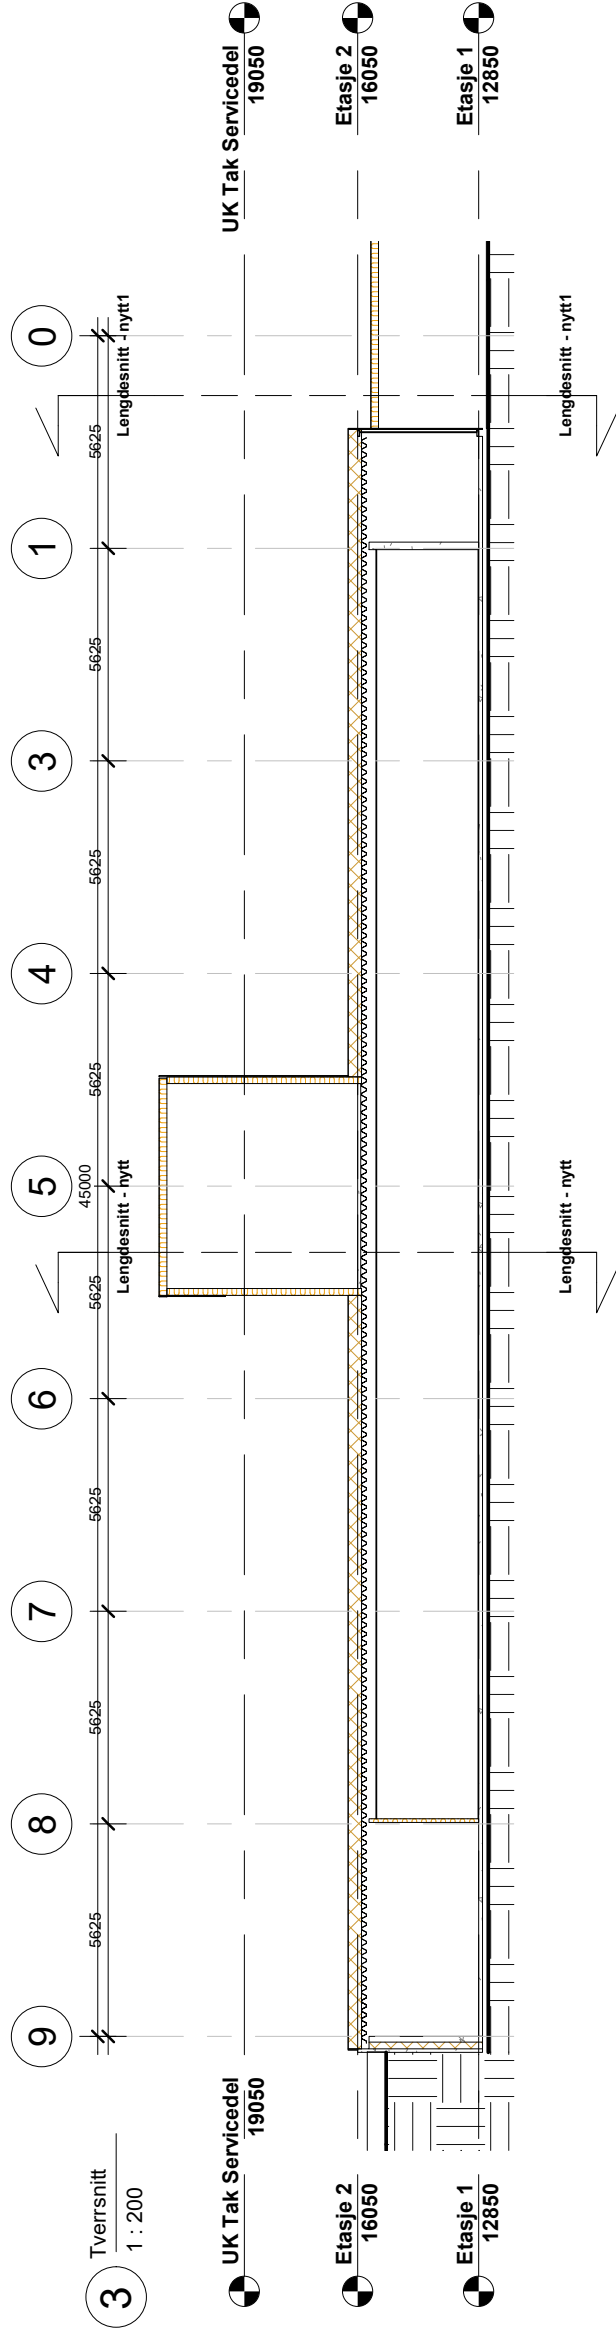 9
8
7
6
5
4
3
1
0
45000
5625
5625
5625
5625
5625
5625
5625
5625
3
Tverrsnitt
1 : 200
Lengdesnitt - nytt
Lengdesnitt - nytt1
UK Tak Servicedel
19050
UK Tak Servicedel
19050
Etasje 2
16050
Etasje 2
16050
Etasje 1
12850
Etasje 1
12850
Lengdesnitt - nytt
Lengdesnitt - nytt1